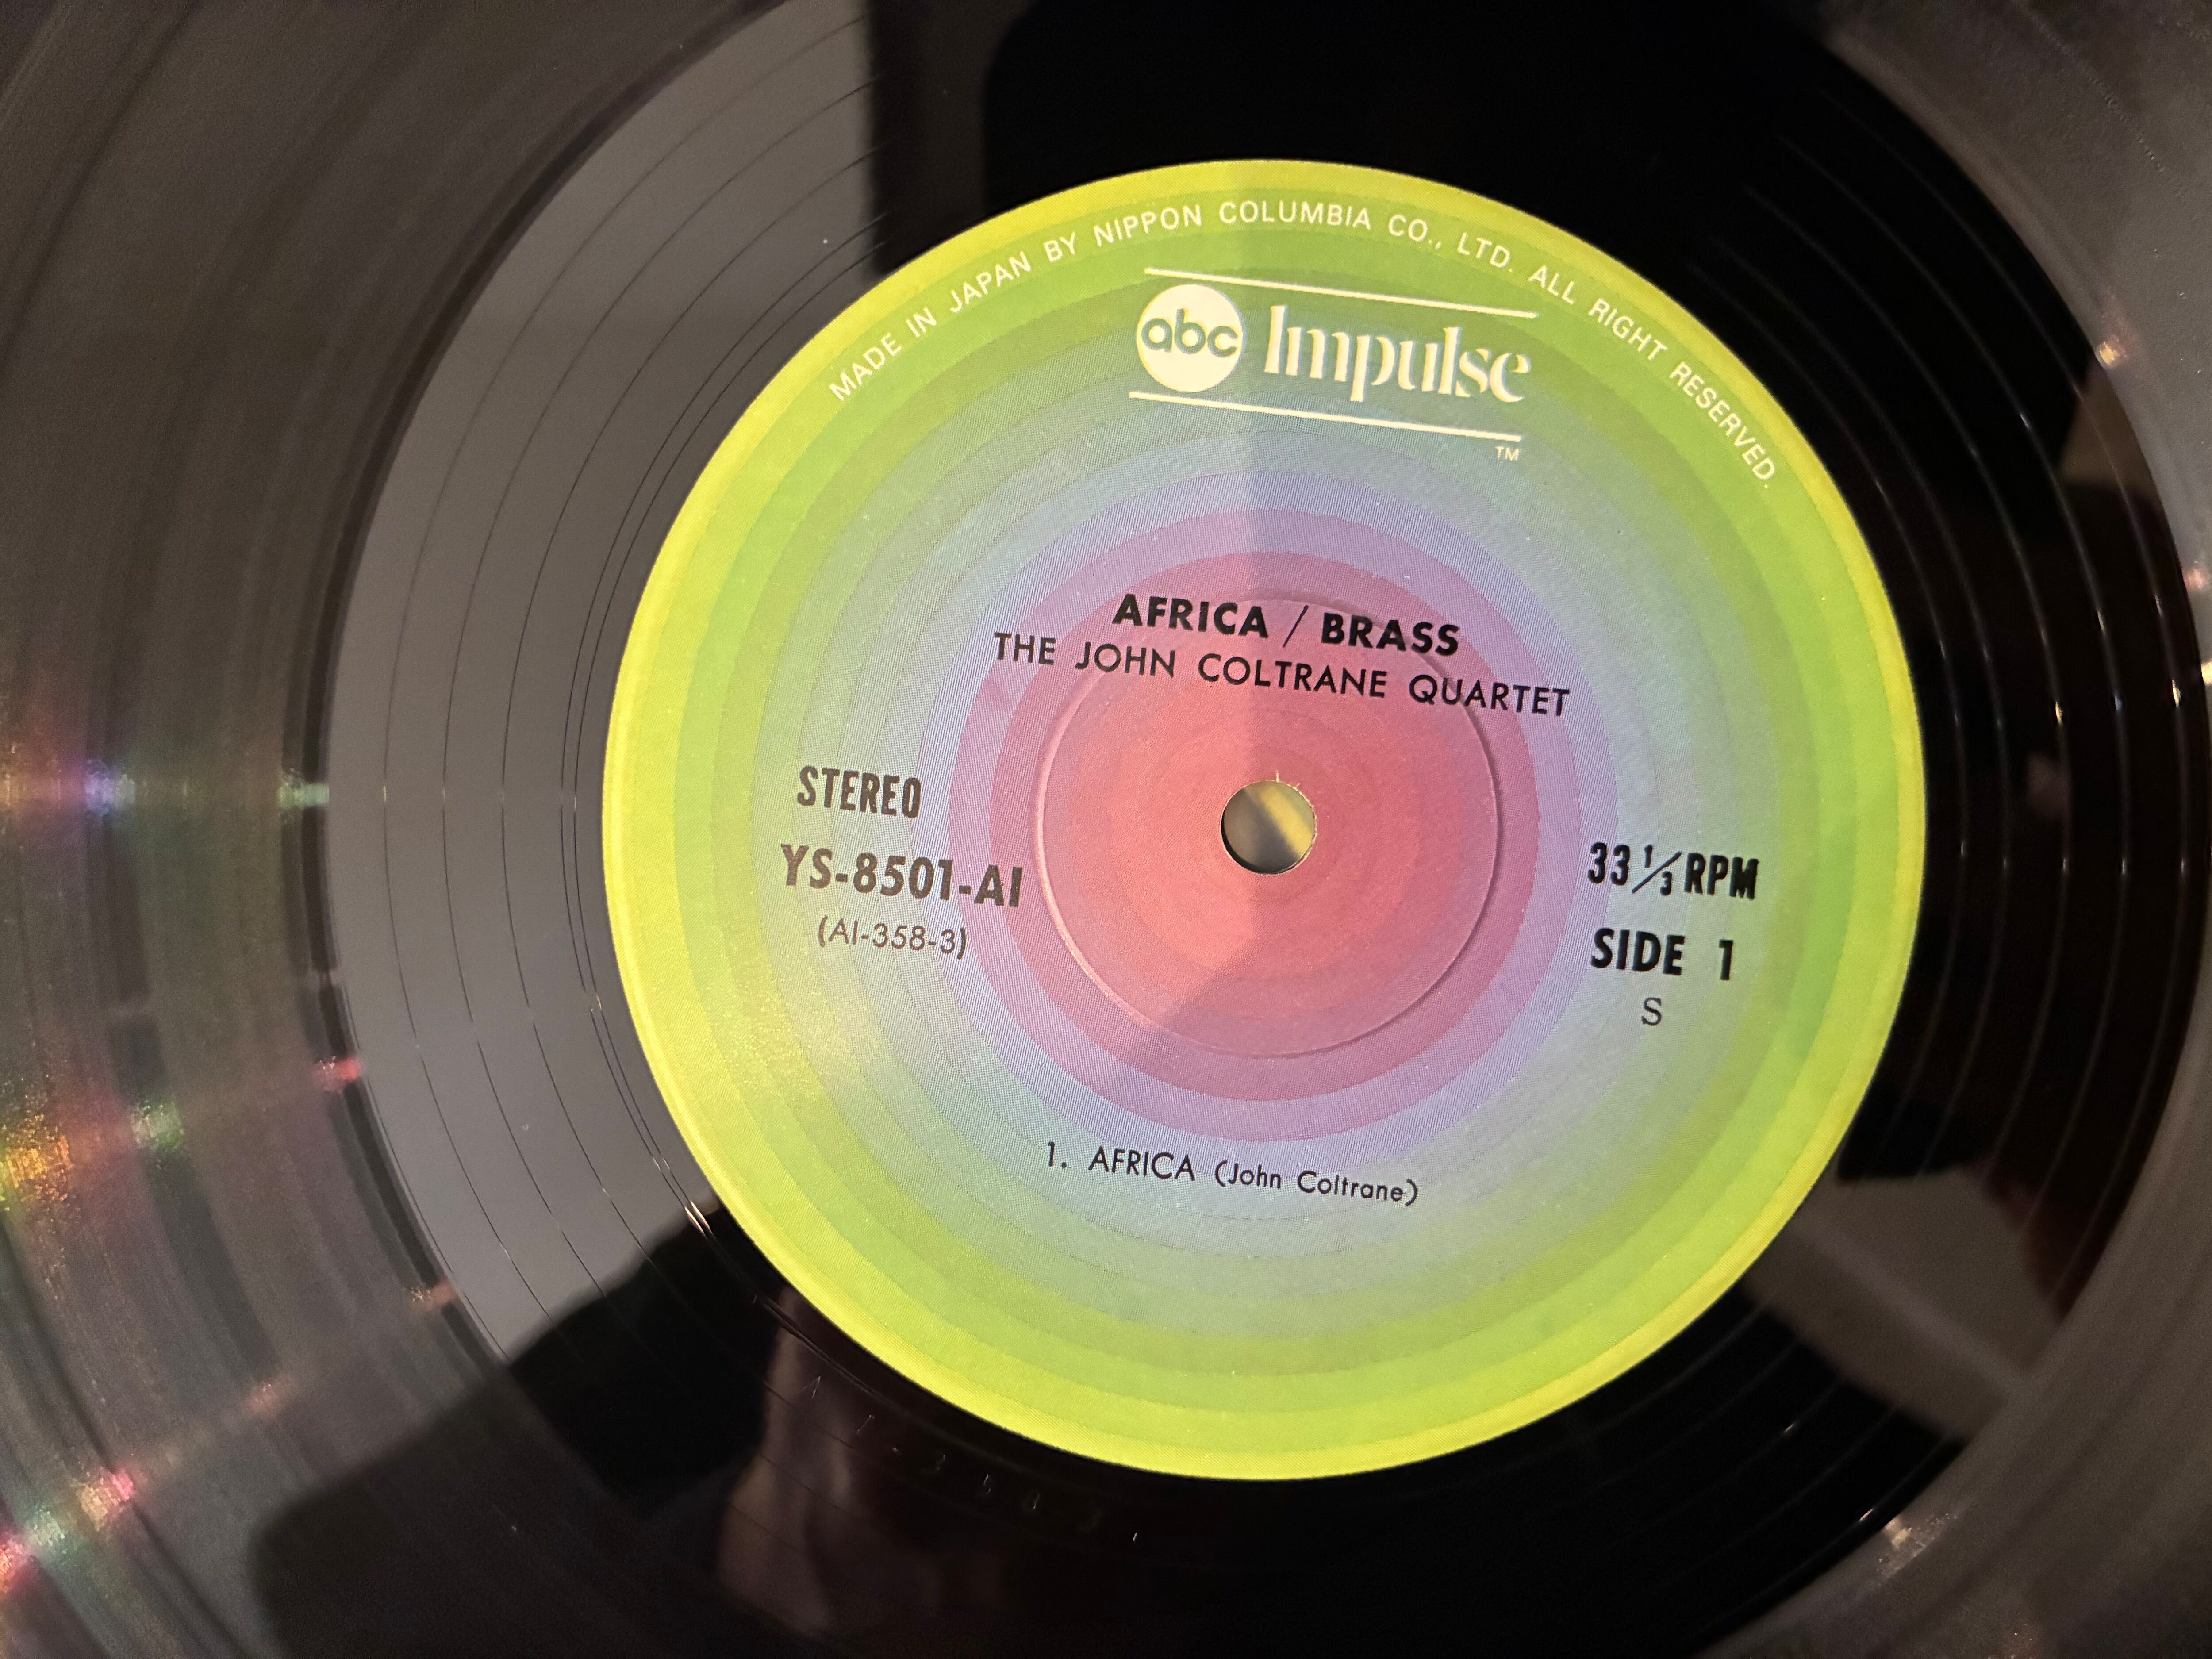 MADE IN JAPAN BY NIPPON COLUMBIA CO., LTD. ALL RIGHT RESERVED.
abc Impulse
TM
AFRICA / BRASS
THE JOHN COLTRANE QUARTET
STEREO
YS-8501-AI
(AI-358-3)
33 1/3 RPM
SIDE 1
S
1. AFRICA (John Coltrane)